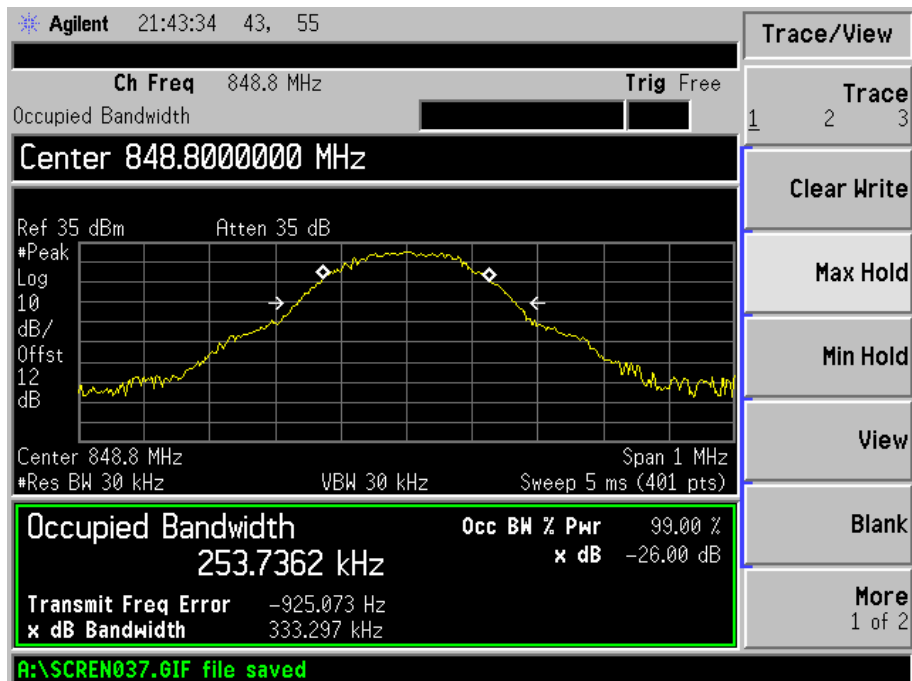 Agilent 21:43:34 43, 55
Trace/View
Ch Freq 848.8 MHz Trig Free
Occupied Bandwidth
Trace
1 2 3
Center 848.8000000 MHz
Clear Write
Ref 35 dBm Atten 35 dB
#Peak
Log
10
dB/
Offst
12
dB
Max Hold
Min Hold
View
Center 848.8 MHz Span 1 MHz
#Res BW 30 kHz VBW 30 kHz Sweep 5 ms (401 pts)
Occupied Bandwidth Occ BW % Pwr 99.00 %
253.7362 kHz x dB -26.00 dB
Blank
Transmit Freq Error -925.073 Hz
x dB Bandwidth 333.297 kHz
More
1 of 2
A:\SCREN037.GIF file saved